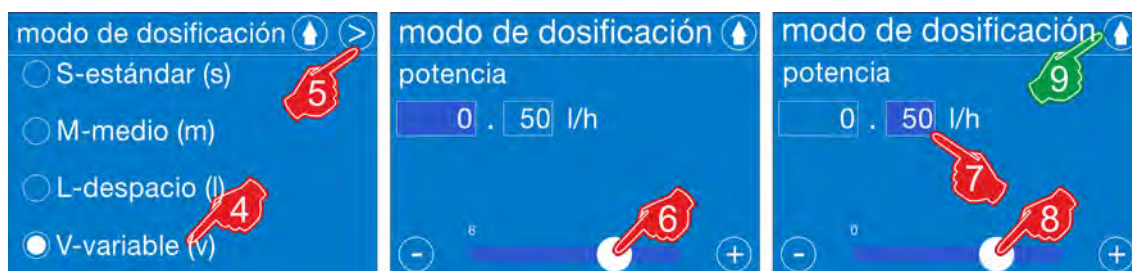 modo de dosificación >
S-estándar (s)
5
M-medio (m)
L-despacio (l)
4
V-variable (v)
modo de dosificación
potencia
0 . 50 l/h
6
6
- +
modo de dosificación
9
potencia
0 . 50 l/h
7
0
8
- +